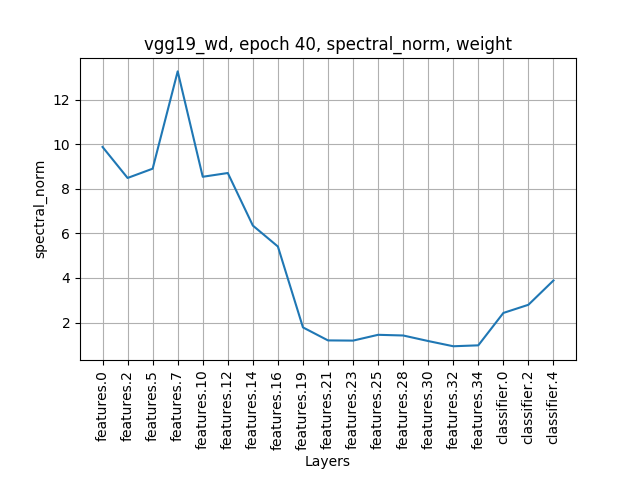 vgg19_wd, epoch 40, spectral_norm, weight
12
10
8
6
4
2
spectral_norm
features.0
features.2
features.5
features.7
features.10
features.12
features.14
features.16
features.19
features.21
features.23
features.25
features.28
features.30
features.32
features.34
classifier.0
classifier.2
classifier.4
Layers